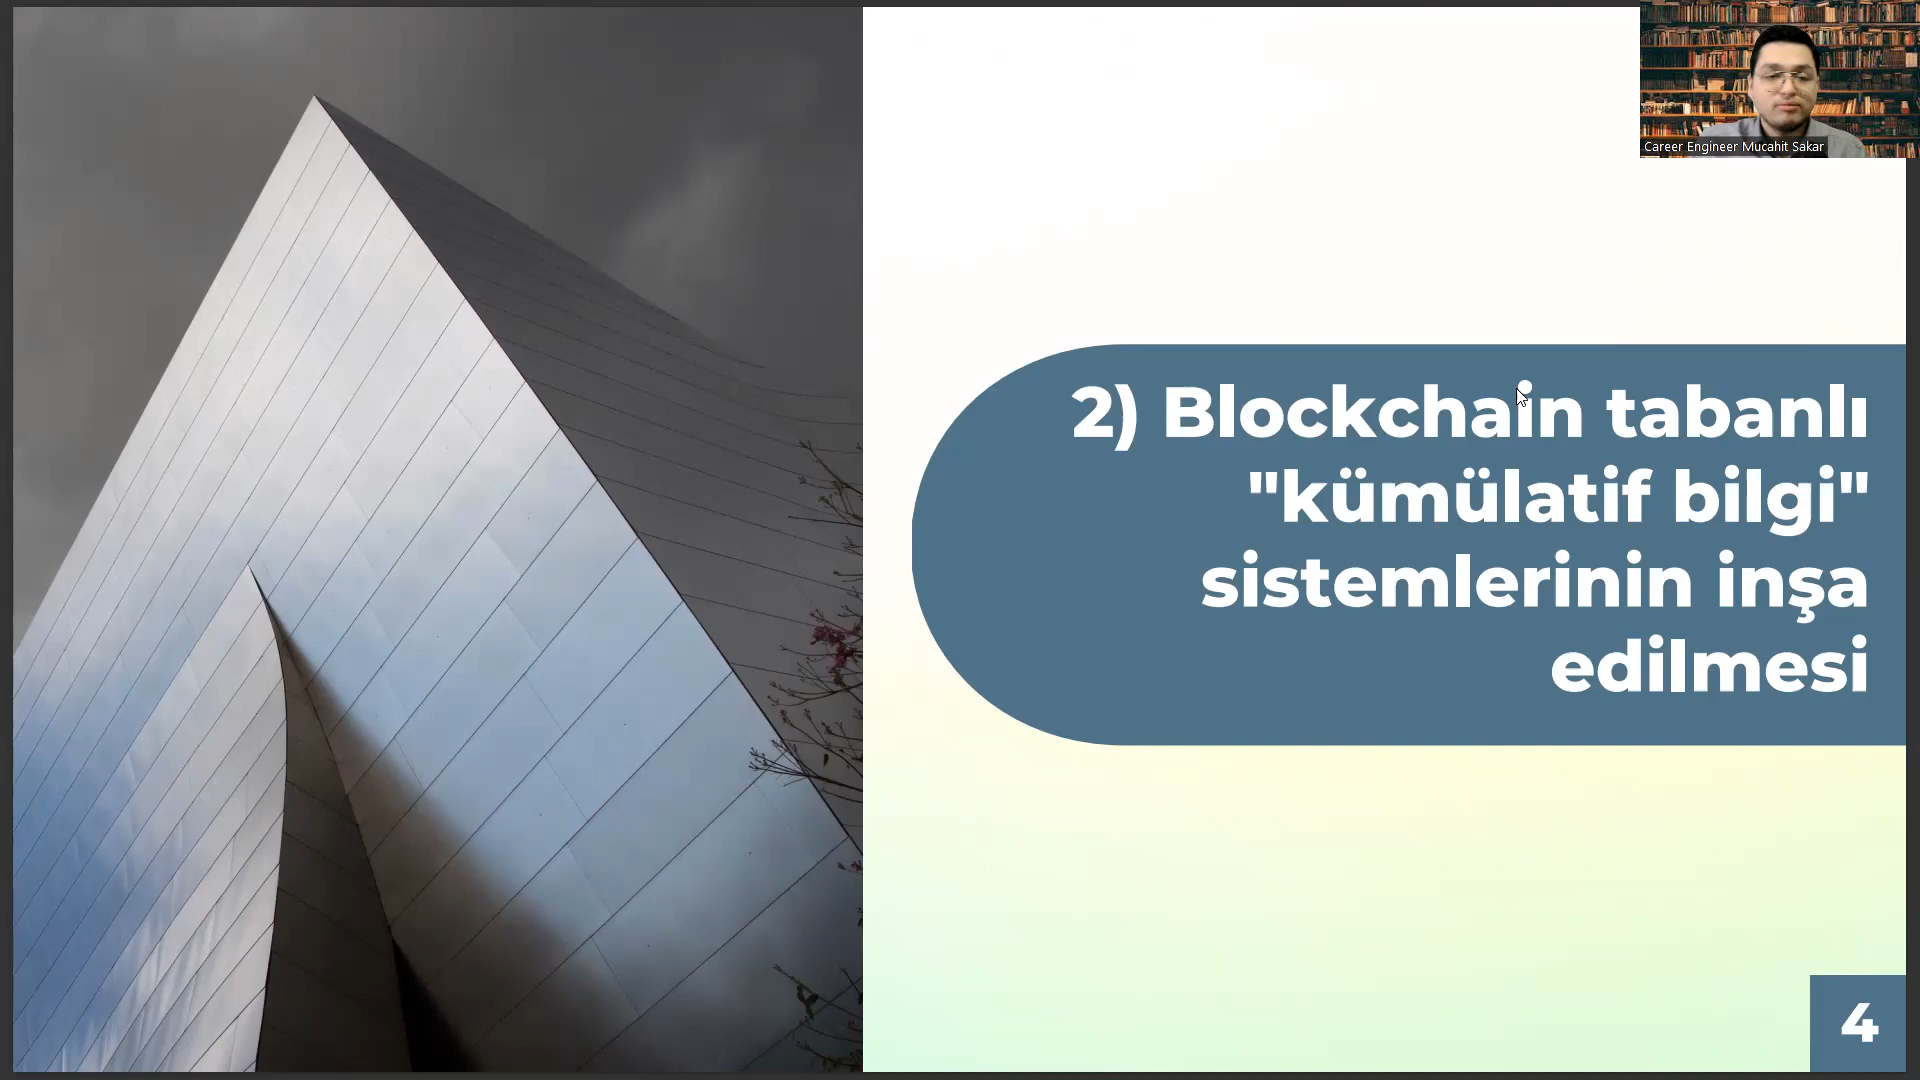 Career Engineer Mucahit Sakar
2) Blockchain tabanlı
"kümülatif bilgi"
sistemlerinin inşa
edilmesi
4